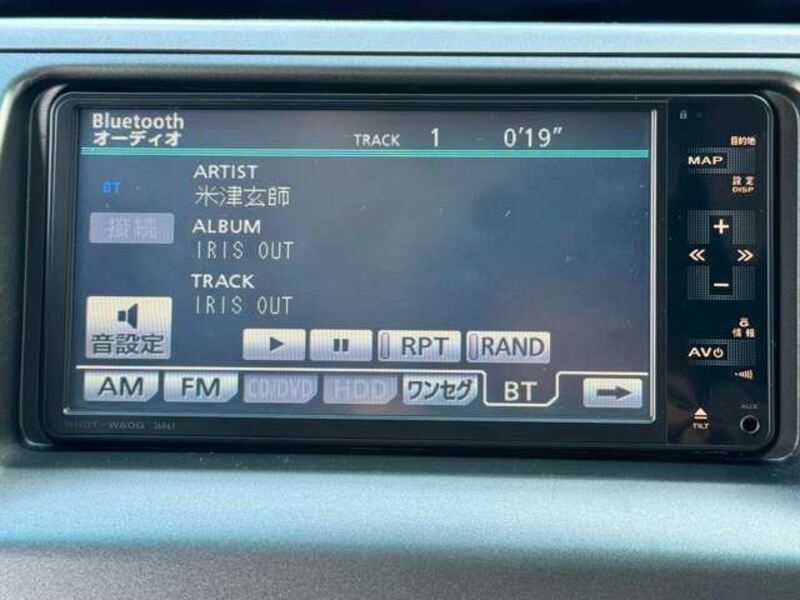 Bluetooth
オーディオ
TRACK 1 0'19"
BT
接続
ARTIST
米津玄師
ALBUM
IRIS OUT
TRACK
IRIS OUT
音設定
RPT RAND
AM FM CD/DVD HDD ワンセグ BT
目的地
MAP
設定
DISP
+
−
情報
AV
TILT
AUX